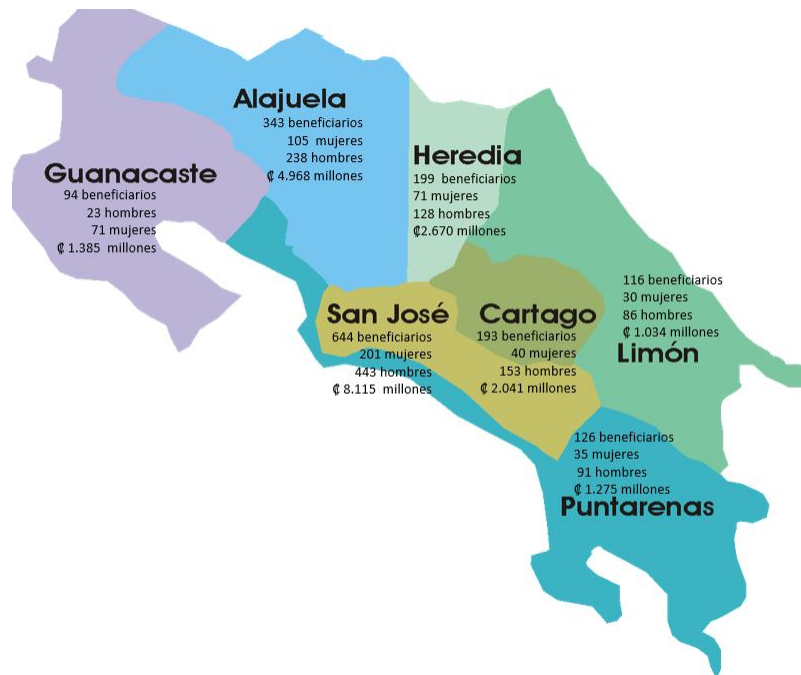 Alajuela
343 beneficiarios
105 mujeres
238 hombres
₡ 4.968 millones
Heredia
199 beneficiarios
71 mujeres
128 hombres
₡2.670 millones
Guanacaste
94 beneficiarios
23 hombres
71 mujeres
₡ 1.385 millones
San José
644 beneficiarios
201 mujeres
443 hombres
₡ 8.115 millones
Cartago
193 beneficiarios
40 mujeres
153 hombres
₡ 2.041 millones
116 beneficiarios
30 mujeres
86 hombres
₡ 1.034 millones
Limón
126 beneficiarios
35 mujeres
91 hombres
₡ 1.275 millones
Puntarenas